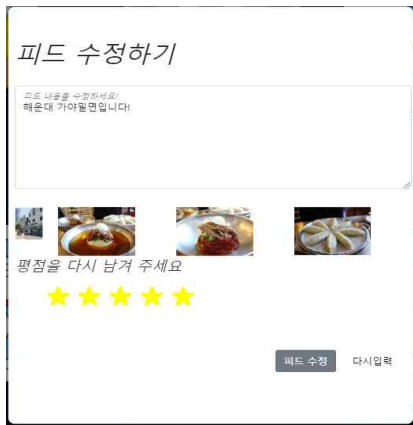 피드 수정하기
피드 내용을 수정하세요!
해운대 가야밀면입니다!
평점을 다시 남겨 주세요
피드 수정
다시입력